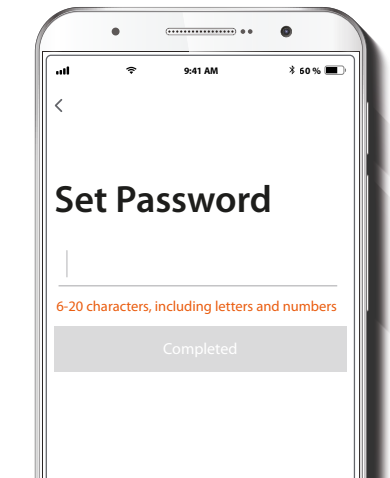 9:41 AM 60 %
Set Password
6-20 characters, including letters and numbers
Completed